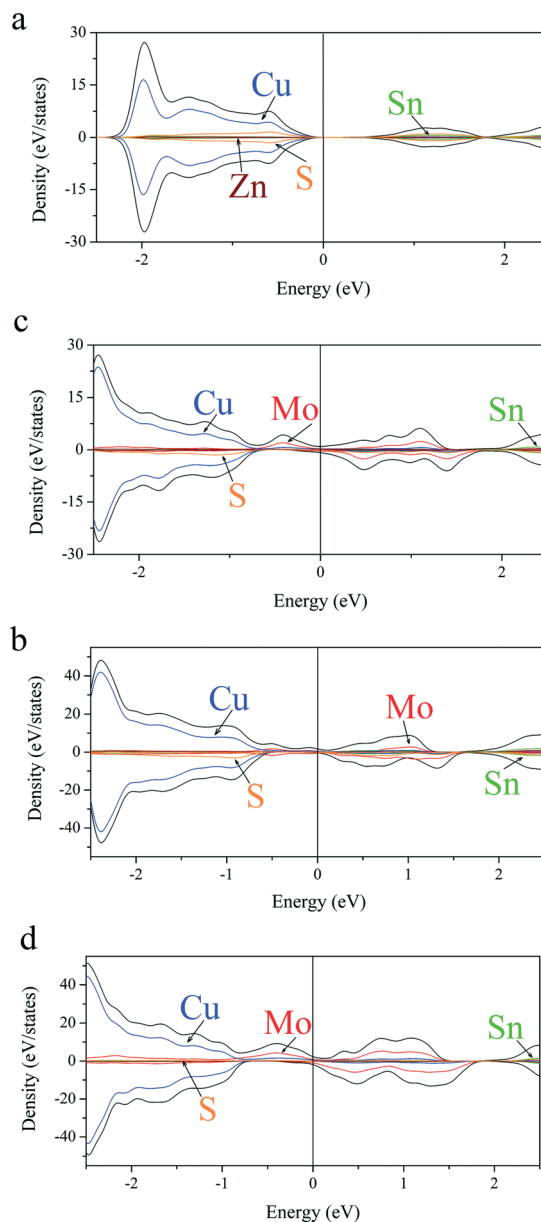 a
30
15
0
-15
-30
Density (eV/states)
Cu
Sn
Zn
S
-2
0
2
Energy (eV)
c
30
15
0
-15
-30
Density (eV/states)
Cu
Mo
Sn
S
-2
0
2
Energy (eV)
b
40
20
0
-20
-40
Density (eV/states)
Cu
Mo
S
Sn
-2
-1
0
1
2
Energy (eV)
d
40
20
0
-20
-40
Density (eV/states)
Cu
Mo
Sn
S
-2
-1
0
1
2
Energy (eV)